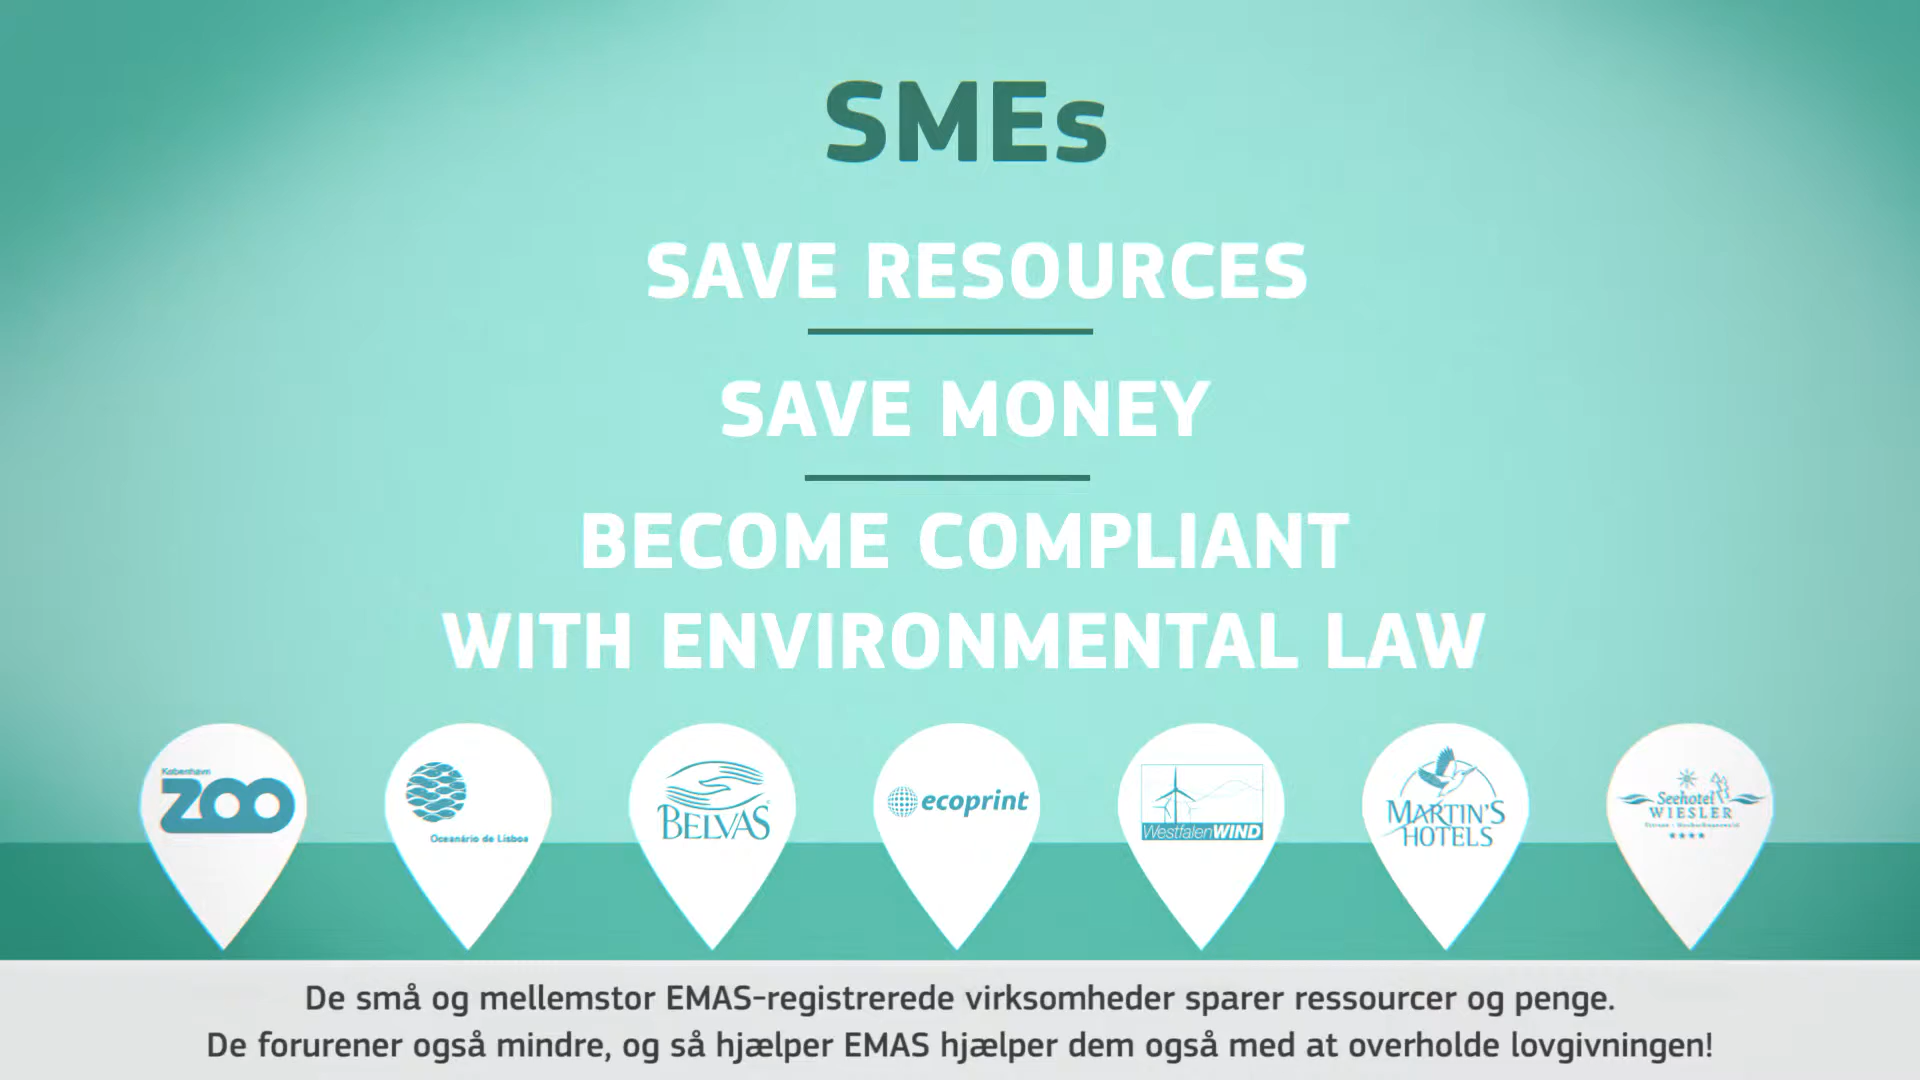 SMEs
SAVE RESOURCES
SAVE MONEY
BECOME COMPLIANT
WITH ENVIRONMENTAL LAW
København
ZOO
Oceanário de Lisboa
BELVAS
ecoprint
WestfalenWIND
MARTIN'S
HOTELS
Seehotel
WIESLER
De små og mellemstor EMAS-registrerede virksomheder sparer ressourcer og penge.
De forurener også mindre, og så hjælper EMAS hjælper dem også med at overholde lovgivningen!